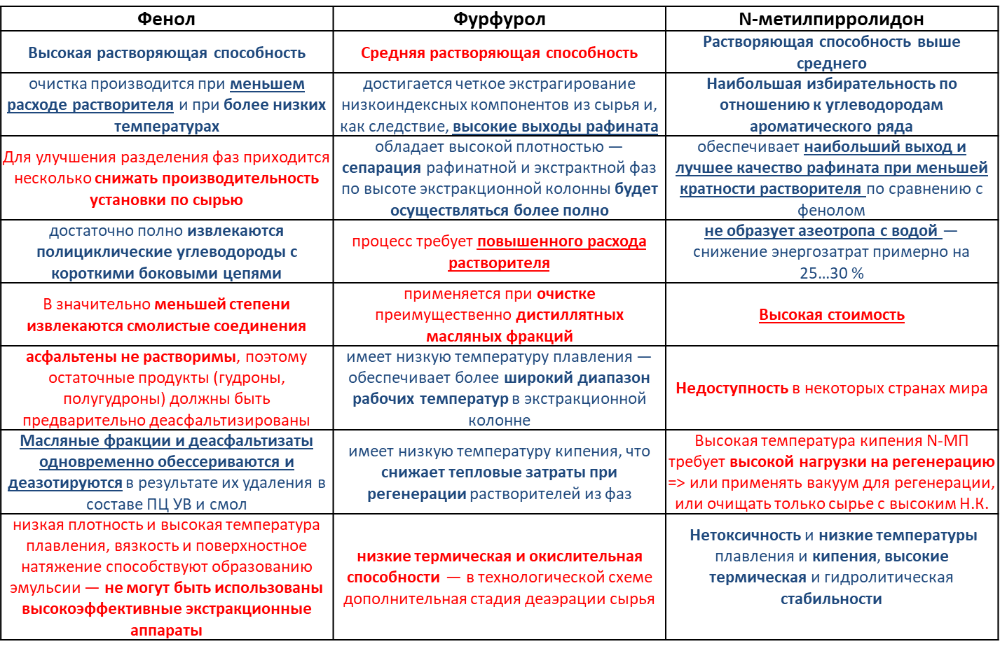 Фенол
Фурфурол
N-метилпирролидон
Высокая растворяющая способность
Средняя растворяющая способность
Растворяющая способность выше
среднего
очистка производится при меньшем
расходе растворителя и при более низких
температурах
достигается четкое экстрагирование
низкоиндексных компонентов из сырья и,
как следствие, высокие выходы рафината
Наибольшая избирательность по
отношению к углеводородам
ароматического ряда
Для улучшения разделения фаз приходится
несколько снижать производительность
установки по сырью
обладает высокой плотностью —
сепарация рафинатной и экстрактной фаз
по высоте экстракционной колонны будет
осуществляться более полно
обеспечивает наибольший выход и
лучшее качество рафината при меньшей
кратности растворителя по сравнению с
фенолом
достаточно полно извлекаются
полициклические углеводороды с
короткими боковыми цепями
процесс требует повышенного расхода
растворителя
не образует азеотропа с водой —
снижение энергозатрат примерно на
25…30 %
В значительно меньшей степени
извлекаются смолистые соединения
применяется при очистке
преимущественно дистиллятных
масляных фракций
Высокая стоимость
асфальтены не растворимы, поэтому
остаточные продукты (гудроны,
полугудроны) должны быть
предварительно деасфальтизированы
имеет низкую температуру плавления —
обеспечивает более широкий диапазон
рабочих температур в экстракционной
колонне
Недоступность в некоторых странах мира
Масляные фракции и деасфальтизаты
одновременно обессериваются и
деазотируются в результате их удаления в
составе ПЦ УВ и смол
имеет низкую температуру кипения, что
снижает тепловые затраты при
регенерации растворителей из фаз
Высокая температура кипения N-МП
требует высокой нагрузки на регенерацию
=> или применять вакуум для регенерации,
или очищать только сырье с высоким Н.К.
низкая плотность и высокая температура
плавления, вязкость и поверхностное
натяжение способствуют образованию
эмульсии — не могут быть использованы
высокоэффективные экстракционные
аппараты
низкие термическая и окислительная
способности — в технологической схеме
дополнительная стадия деаэрации сырья
Нетоксичность и низкие температуры
плавления и кипения, высокие
термическая и гидролитическая
стабильности